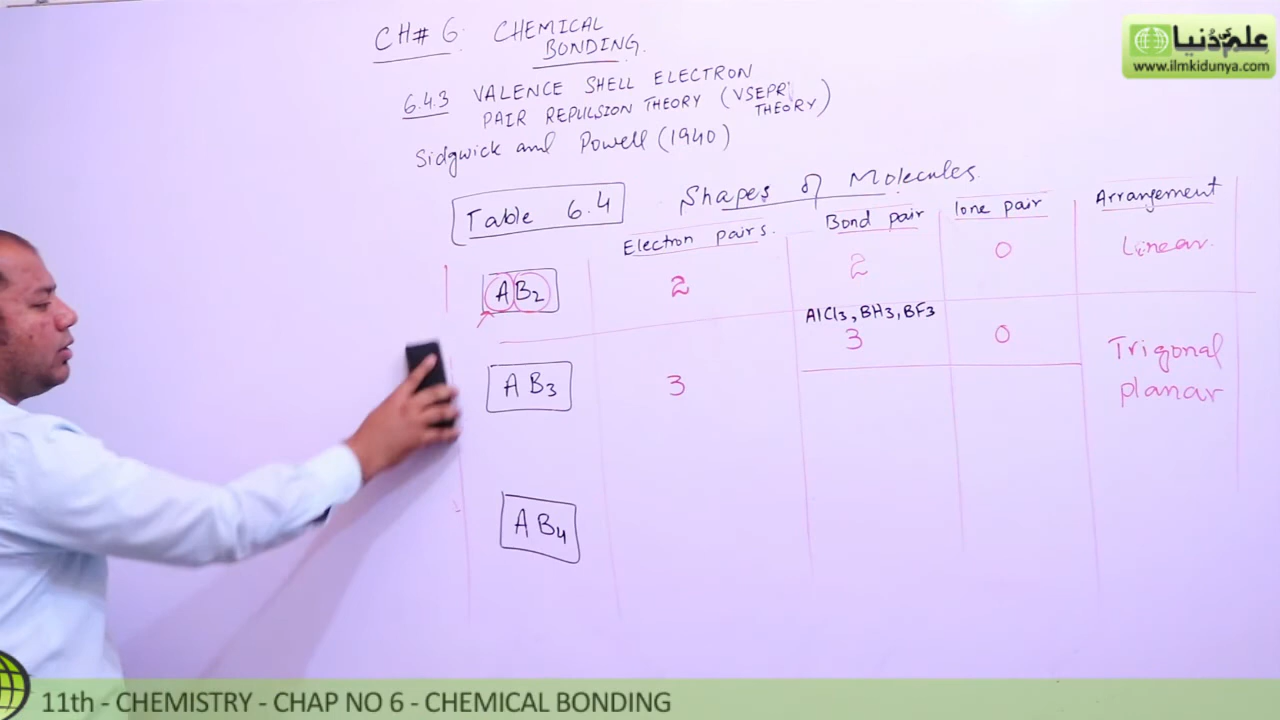 CH# 6: CHEMICAL
BONDING.
6.4.3 VALENCE SHELL ELECTRON
PAIR REPULSION THEORY (VSEPR
THEORY)
Sidgwick and Powell (1940)
Table 6.4
Shapes of Molecules.
Electron pairs. Bond pair lone pair Arrangement
AB2 2 2 0 Linear.
AlCl3, BH3, BF3
AB3 3 3 0 Trigonal
planar
AB4
علم کی دُنیا
www.ilmkidunya.com
11th - CHEMISTRY - CHAP NO 6 - CHEMICAL BONDING